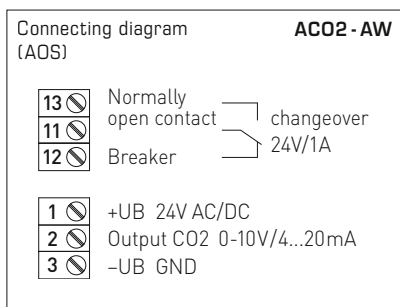 Connecting diagram ACO2-AW
(AOS)
13 Normally
open contact
11
12 Breaker
changeover
24V/1A
1 +UB 24V AC/DC
2 Output CO2 0-10V/4...20mA
3 –UB GND